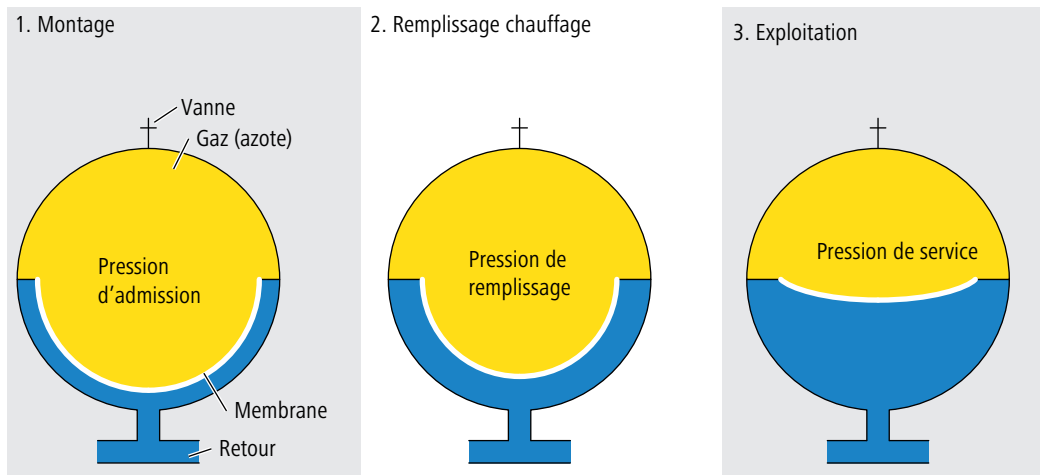 1. Montage
Vanne
Gaz (azote)
Pression
d’admission
Membrane
Retour
2. Remplissage chauffage
Pression de
remplissage
3. Exploitation
Pression de service